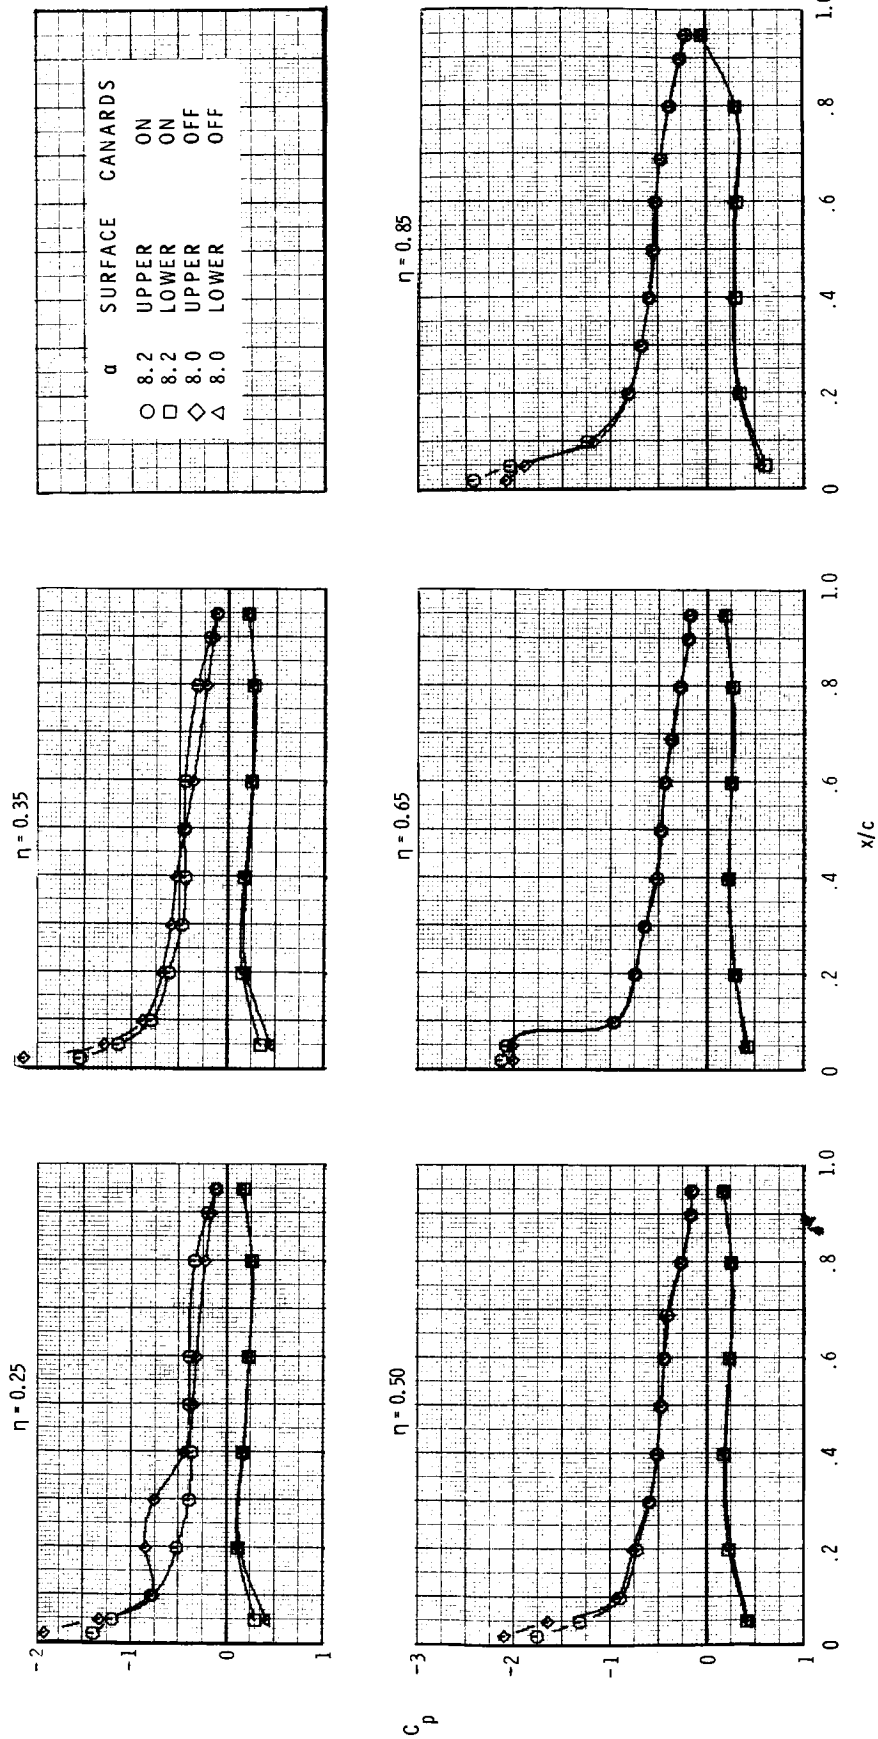 α SURFACE CANARDS
○ 8.2 UPPER ON
□ 8.2 LOWER ON
◇ 8.0 UPPER OFF
△ 8.0 LOWER OFF
η = 0.25
η = 0.35
-2
-1
0
1
η = 0.50
η = 0.65
η = 0.85
-3
-2
-1
0
1
Cp
0 .2 .4 .6 .8 1.0
0 .2 .4 .6 .8 1.0
0 .2 .4 .6 .8 1.0
x/c